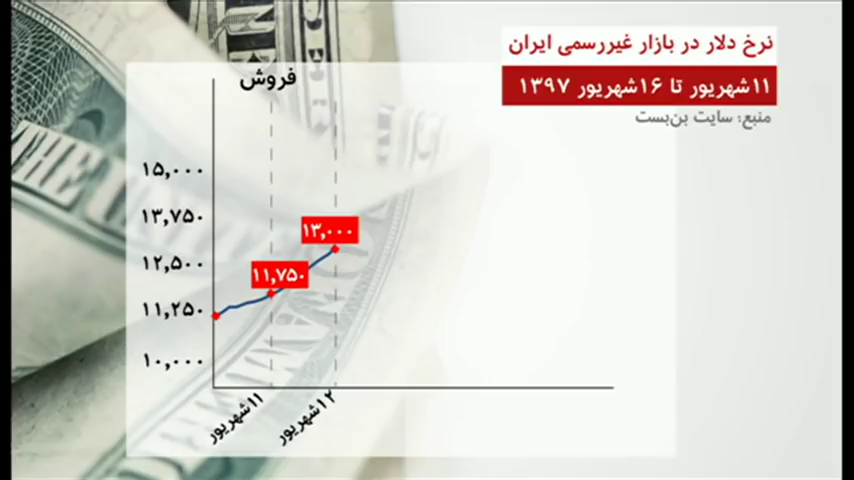 نرخ دلار در بازار غیررسمی ایران
۱۱شهریور تا ۱۶شهریور ۱۳۹۷
منبع: سایت بن‌بست
فروش
۱۵,۰۰۰
۱۳,۷۵۰
۱۲,۵۰۰
۱۱,۲۵۰
۱۰,۰۰۰
۱۳,۰۰۰
۱۱,۷۵۰
۱۱شهریور
۱۲شهریور